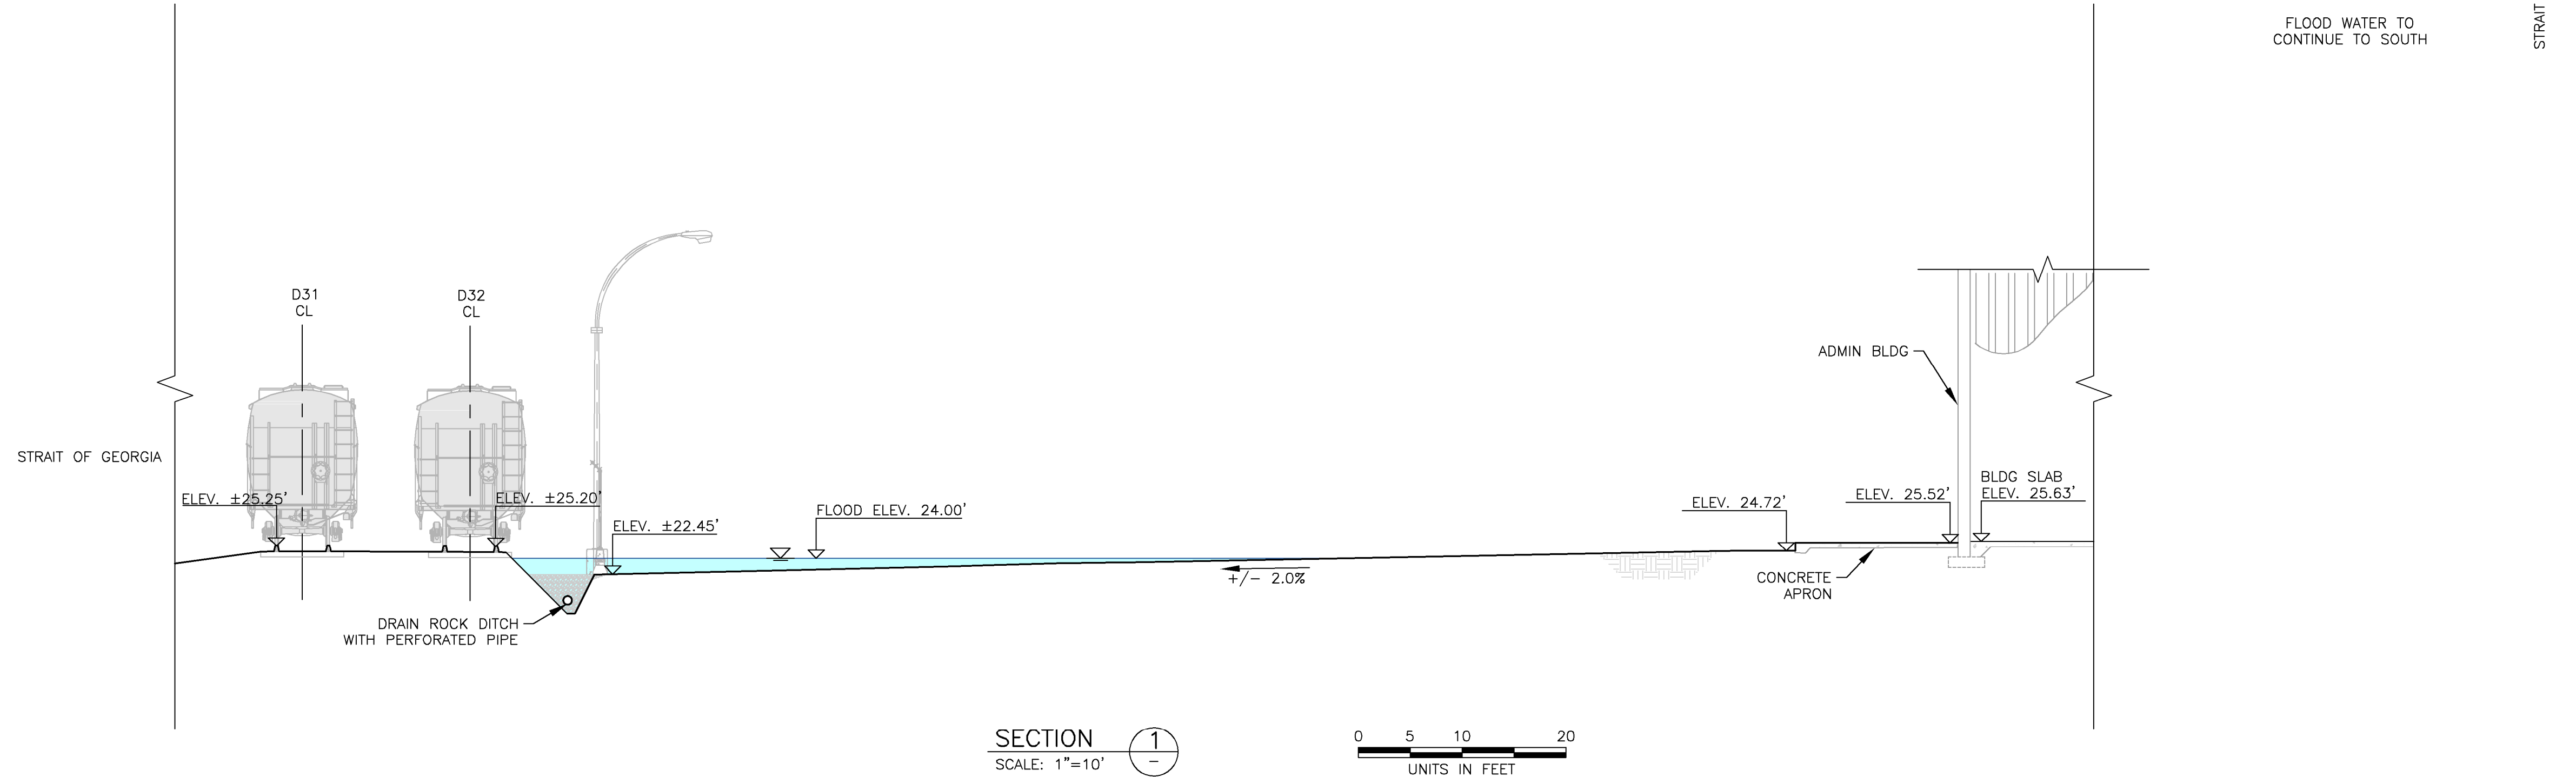 FLOOD WATER TO
CONTINUE TO SOUTH
STRAIT
D31
CL
D32
CL
ADMIN BLDG
STRAIT OF GEORGIA
ELEV. ±25.25'
ELEV. ±25.20'
ELEV. ±22.45'
FLOOD ELEV. 24.00'
ELEV. 24.72'
ELEV. 25.52'
BLDG SLAB
ELEV. 25.63'
+/- 2.0%
CONCRETE
APRON
DRAIN ROCK DITCH
WITH PERFORATED PIPE
SECTION
1
-
SCALE: 1"=10'
0 5 10 20
UNITS IN FEET